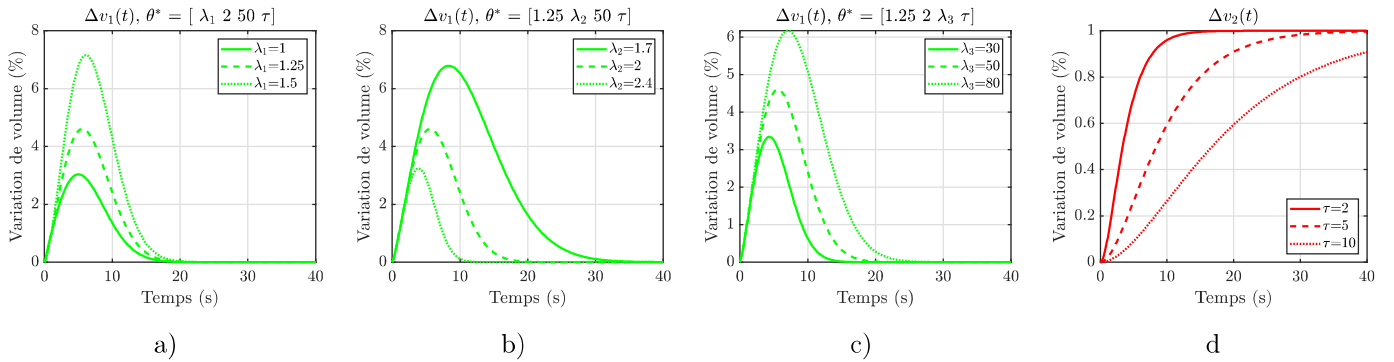 Δv₁(t), θ* = [ λ₁ 2 50 τ]
Variation de volume (%)
8
6
4
2
0
λ₁=1
λ₁=1.25
λ₁=1.5
0 10 20 30 40
Temps (s)
a)
Δv₁(t), θ* = [1.25 λ₂ 50 τ]
Variation de volume (%)
8
6
4
2
0
λ₂=1.7
λ₂=2
λ₂=2.4
0 10 20 30 40
Temps (s)
b)
Δv₁(t), θ* = [1.25 2 λ₃ τ]
Variation de volume (%)
6
5
4
3
2
1
0
λ₃=30
λ₃=50
λ₃=80
0 10 20 30 40
Temps (s)
c)
Δv₂(t)
Variation de volume (%)
1
0.8
0.6
0.4
0.2
0
τ=2
τ=5
τ=10
0 10 20 30 40
Temps (s)
d